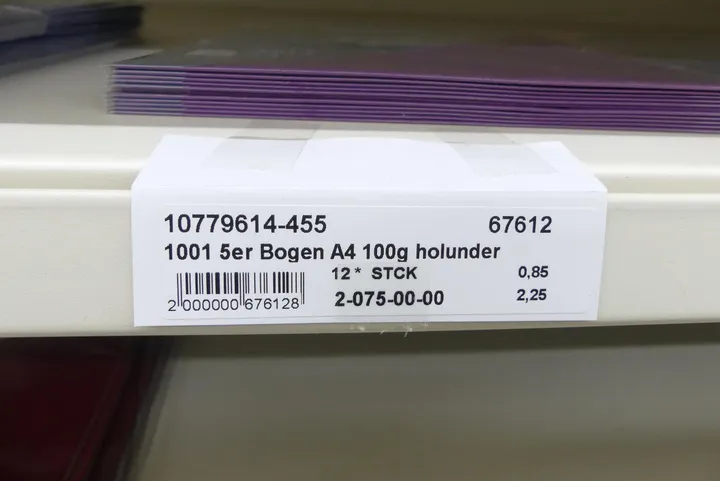 10779614-455 67612
1001 5er Bogen A4 100g holunder
12 * STCK 0,85
2-075-00-00 2,25
2 000000 676128